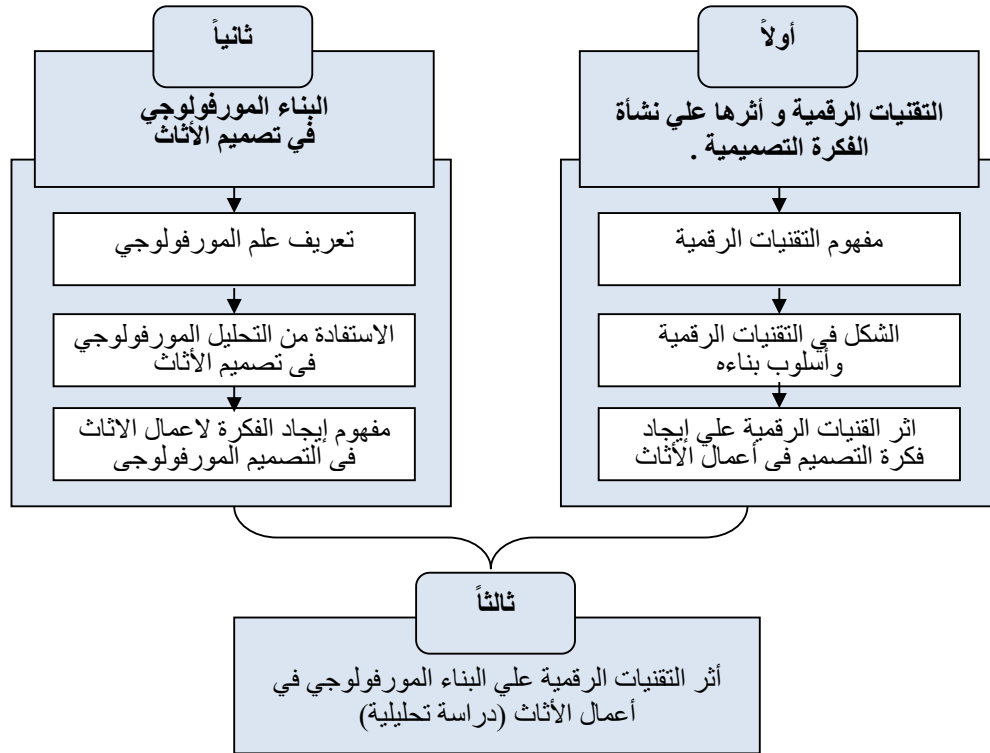 أولاً
التقنيات الرقمية و أثرها علي نشأة
الفكرة التصميمية .
مفهوم التقنيات الرقمية
الشكل في التقنيات الرقمية
وأسلوب بناءه
اثر القنيات الرقمية علي إيجاد
فكرة التصميم فى أعمال الأثاث
ثانياً
البناء المورفولوجي
في تصميم الأثاث
تعريف علم المورفولوجي
الاستفادة من التحليل المورفولوجي
فى تصميم الأثاث
مفهوم إيجاد الفكرة لاعمال الاثاث
فى التصميم المورفولوجى
ثالثاً
أثر التقنيات الرقمية علي البناء المورفولوجي في
أعمال الأثاث (دراسة تحليلية)